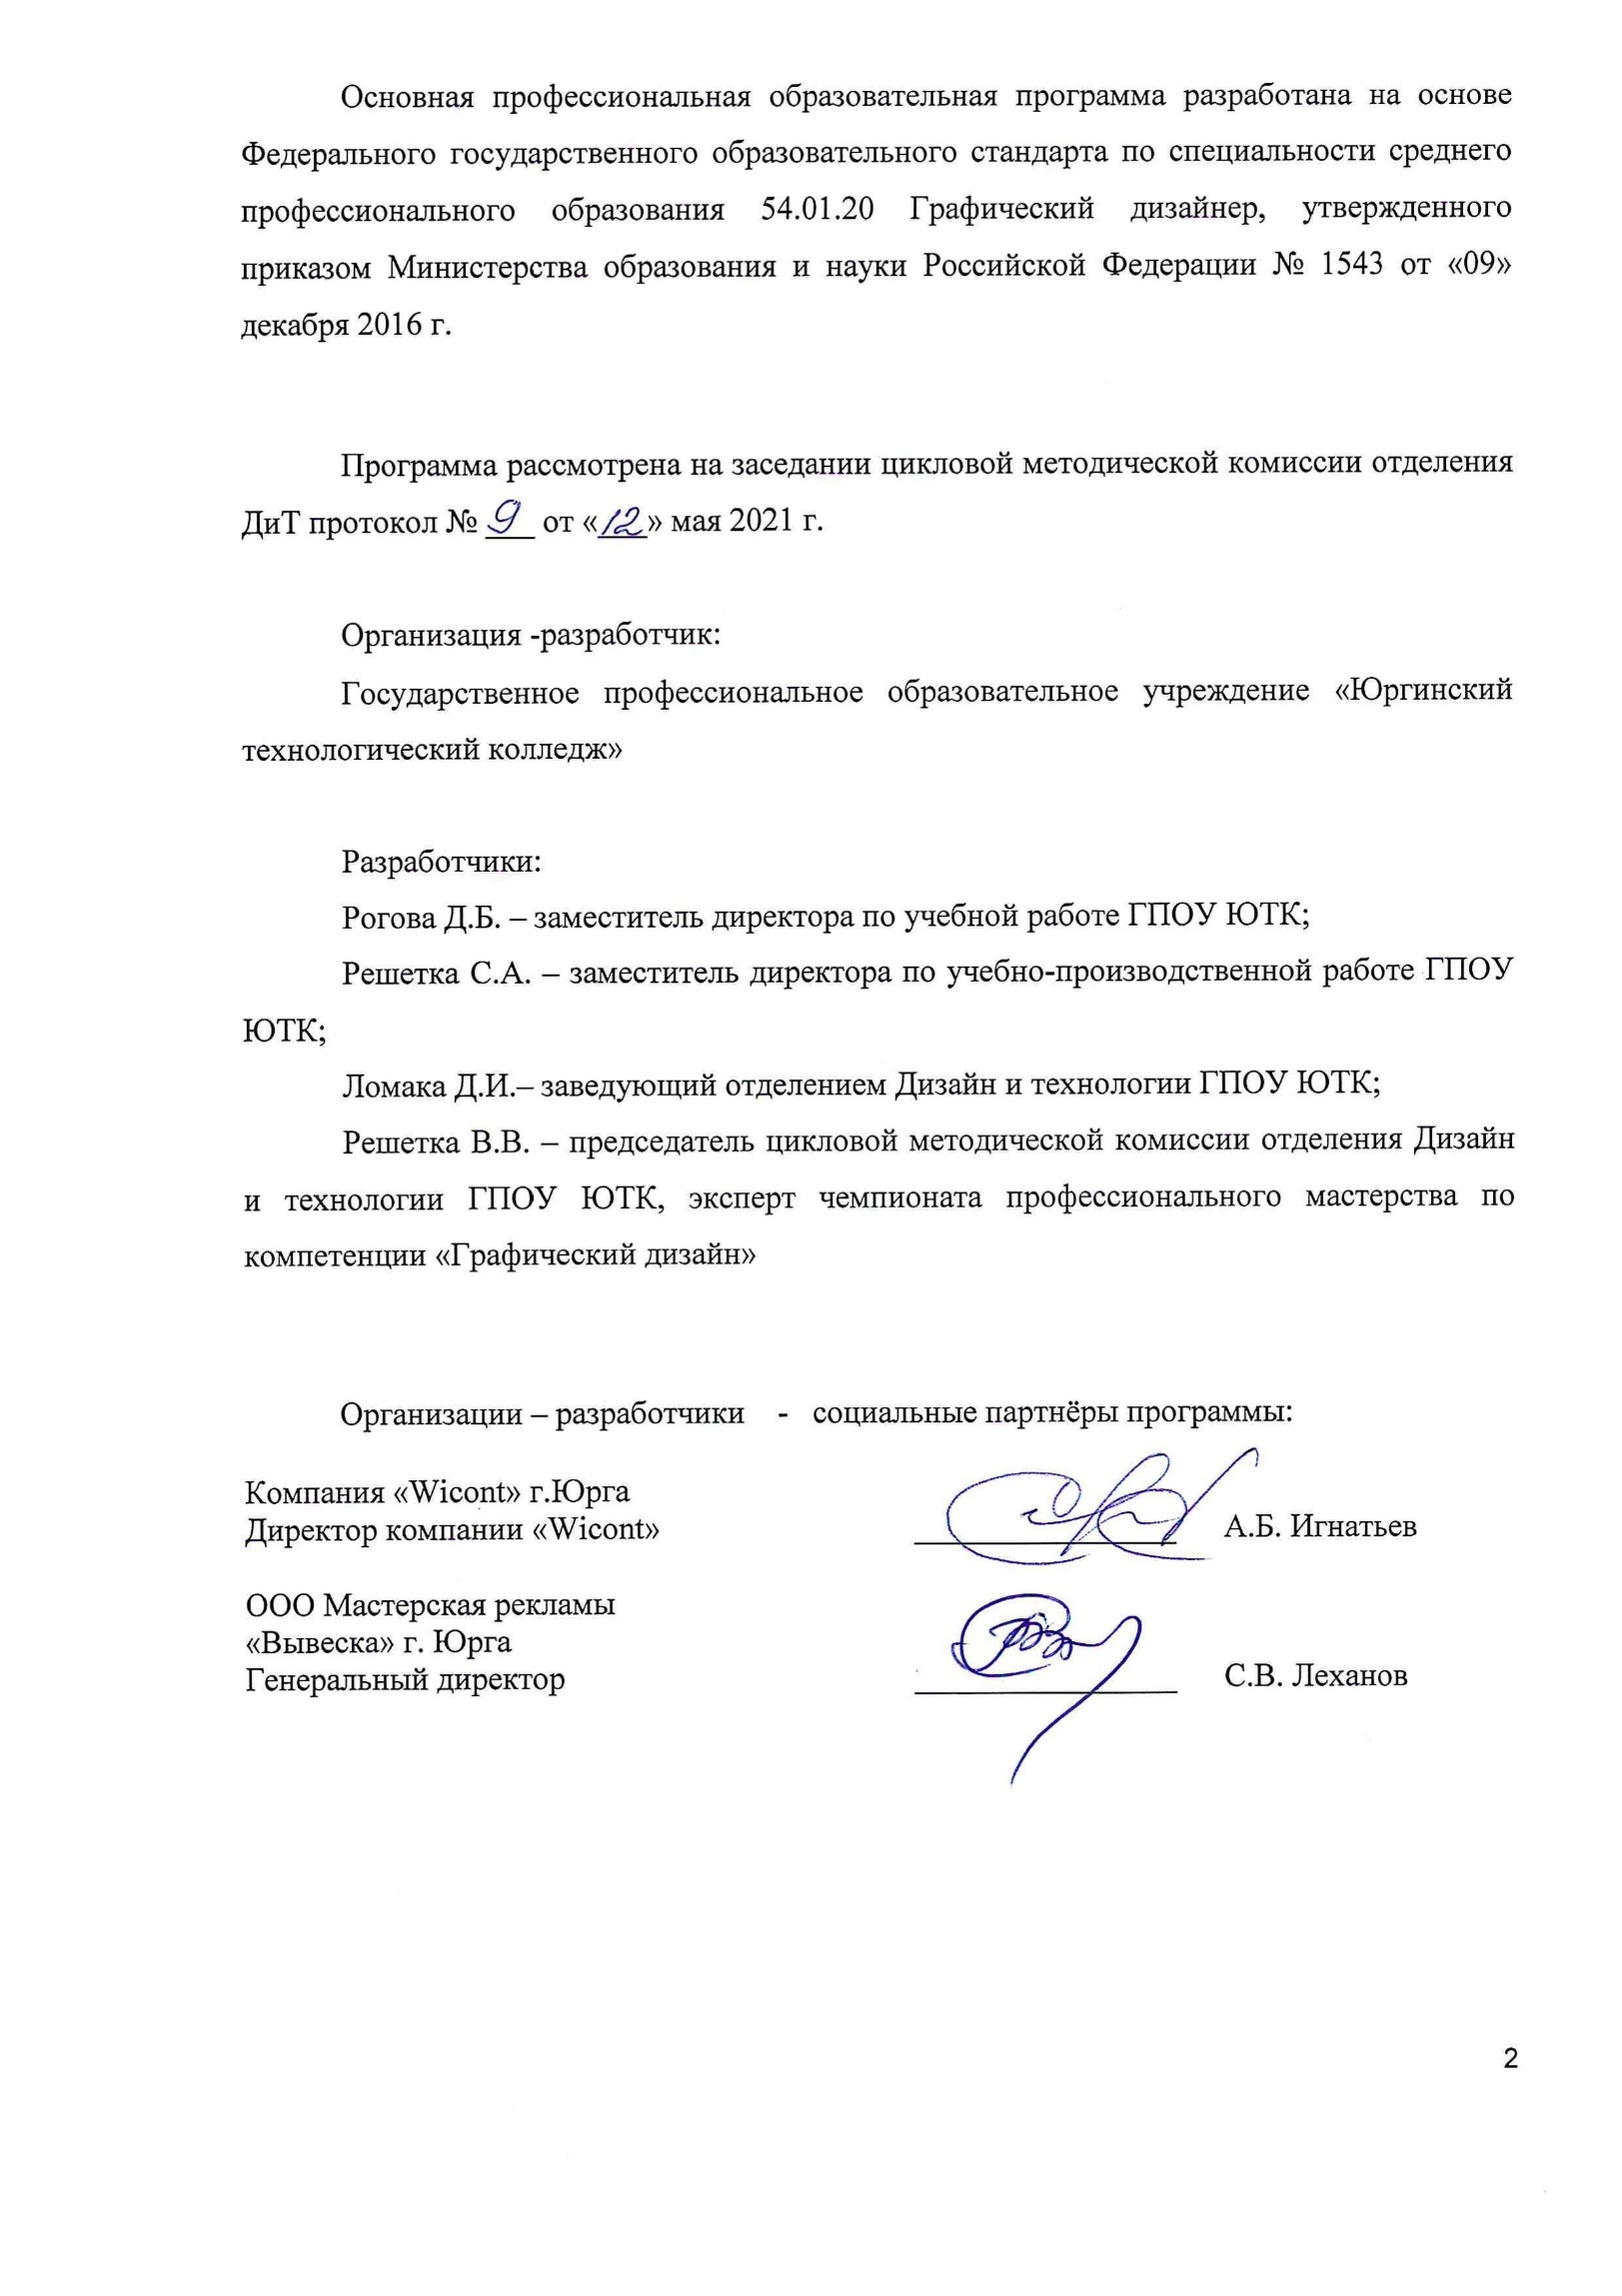 Основная профессиональная образовательная программа разработана на основе
Федерального государственного образовательного стандарта по специальности среднего
профессионального образования 54.01.20 Графический дизайнер, утвержденного
приказом Министерства образования и науки Российской Федерации № 1543 от «09»
декабря 2016 г.
Программа рассмотрена на заседании цикловой методической комиссии отделения
ДиТ протокол № 9 от «12» мая 2021 г.
Организация -разработчик:
Государственное профессиональное образовательное учреждение «Юргинский
технологический колледж»
Разработчики:
Рогова Д.Б. – заместитель директора по учебной работе ГПОУ ЮТК;
Решетка С.А. – заместитель директора по учебно-производственной работе ГПОУ
ЮТК;
Ломака Д.И.– заведующий отделением Дизайн и технологии ГПОУ ЮТК;
Решетка В.В. – председатель цикловой методической комиссии отделения Дизайн
и технологии ГПОУ ЮТК, эксперт чемпионата профессионального мастерства по
компетенции «Графический дизайн»
Организации – разработчики - социальные партнёры программы:
Компания «Wicont» г.Юрга
Директор компании «Wicont» А.Б. Игнатьев
ООО Мастерская рекламы
«Вывеска» г. Юрга
Генеральный директор С.В. Леханов
2